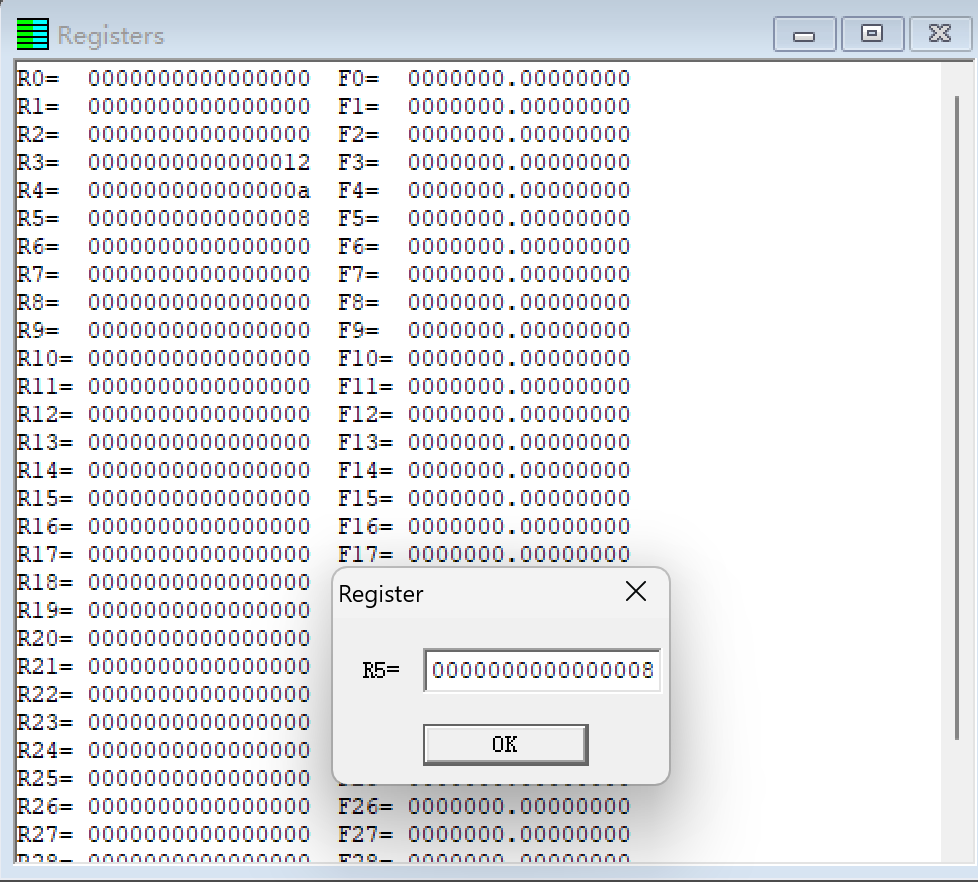 Registers
R0=  0000000000000000  F0=  0000000.00000000
R1=  0000000000000000  F1=  0000000.00000000
R2=  0000000000000000  F2=  0000000.00000000
R3=  0000000000000012  F3=  0000000.00000000
R4=  000000000000000a  F4=  0000000.00000000
R5=  0000000000000008  F5=  0000000.00000000
R6=  0000000000000000  F6=  0000000.00000000
R7=  0000000000000000  F7=  0000000.00000000
R8=  0000000000000000  F8=  0000000.00000000
R9=  0000000000000000  F9=  0000000.00000000
R10= 0000000000000000  F10= 0000000.00000000
R11= 0000000000000000  F11= 0000000.00000000
R12= 0000000000000000  F12= 0000000.00000000
R13= 0000000000000000  F13= 0000000.00000000
R14= 0000000000000000  F14= 0000000.00000000
R15= 0000000000000000  F15= 0000000.00000000
R16= 0000000000000000  F16= 0000000.00000000
R17= 0000000000000000  F17= 0000000.00000000
R18= 0000000000000000
R19= 0000000000000000
R20= 0000000000000000
R21= 0000000000000000
R22= 0000000000000000
R23= 0000000000000000
R24= 0000000000000000
R25= 0000000000000000
R26= 0000000000000000  F26= 0000000.00000000
R27= 0000000000000000  F27= 0000000.00000000
R28= 0000000000000000  F28= 0000000.00000000
Register
R5= 0000000000000008
OK